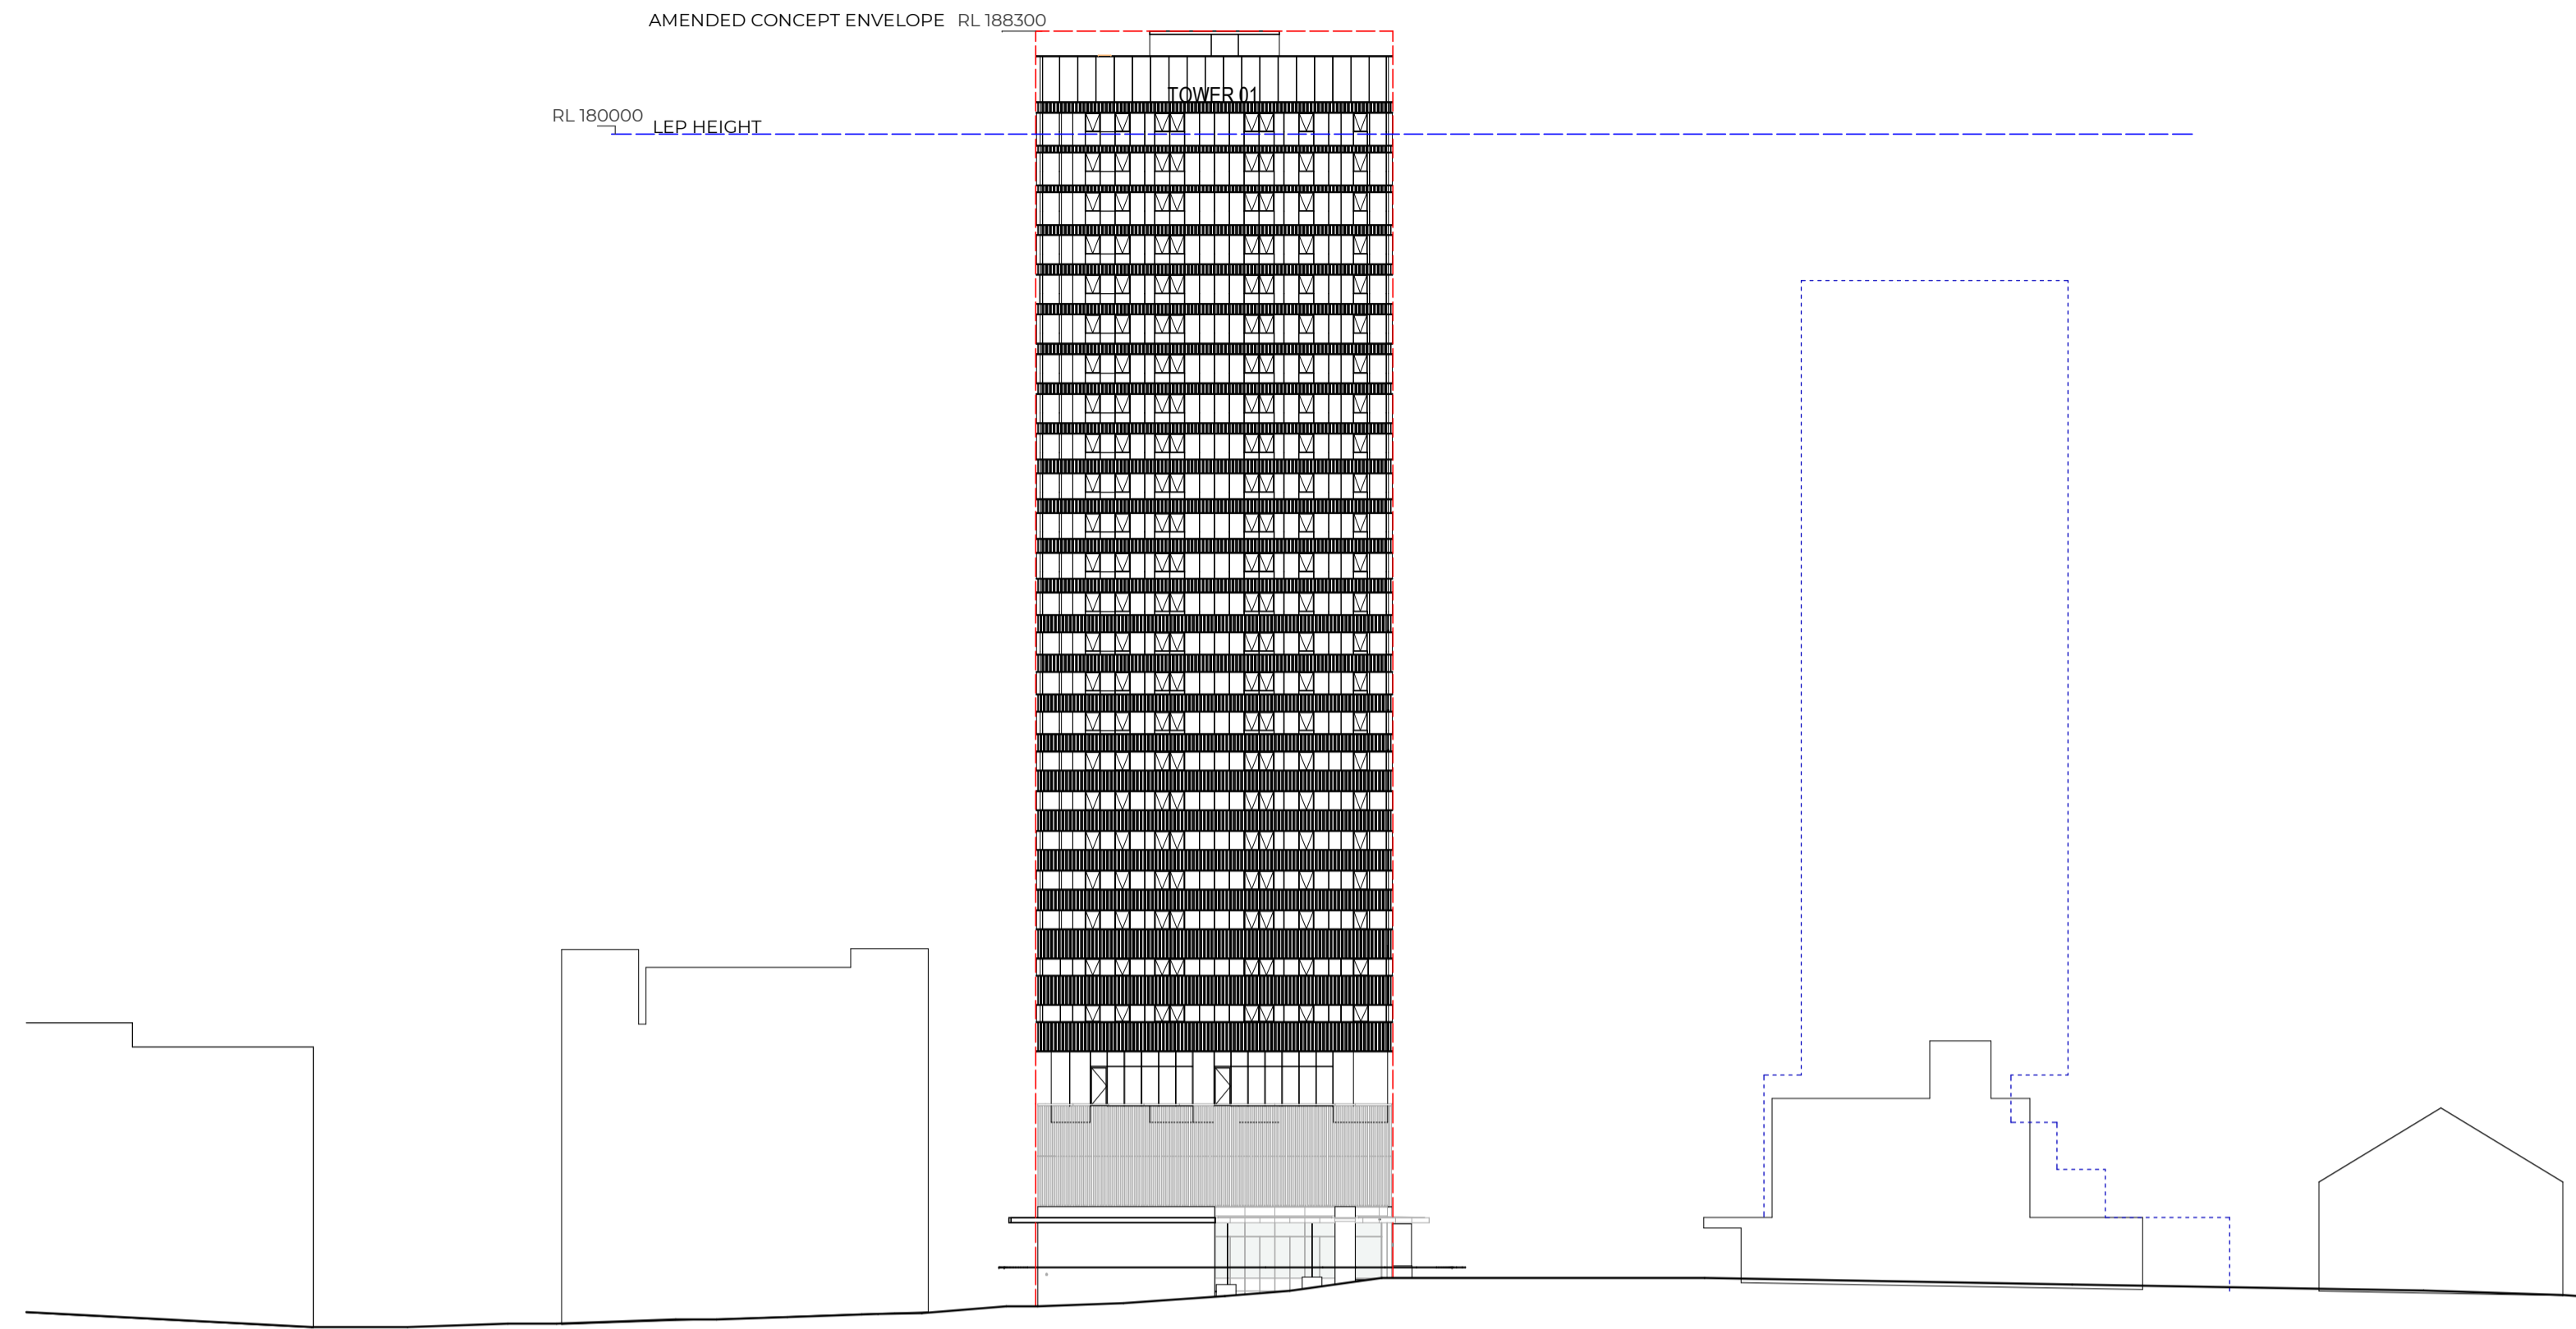 AMENDED CONCEPT ENVELOPE RL 188300
TOWER 01
RL 180000
LEP HEIGHT